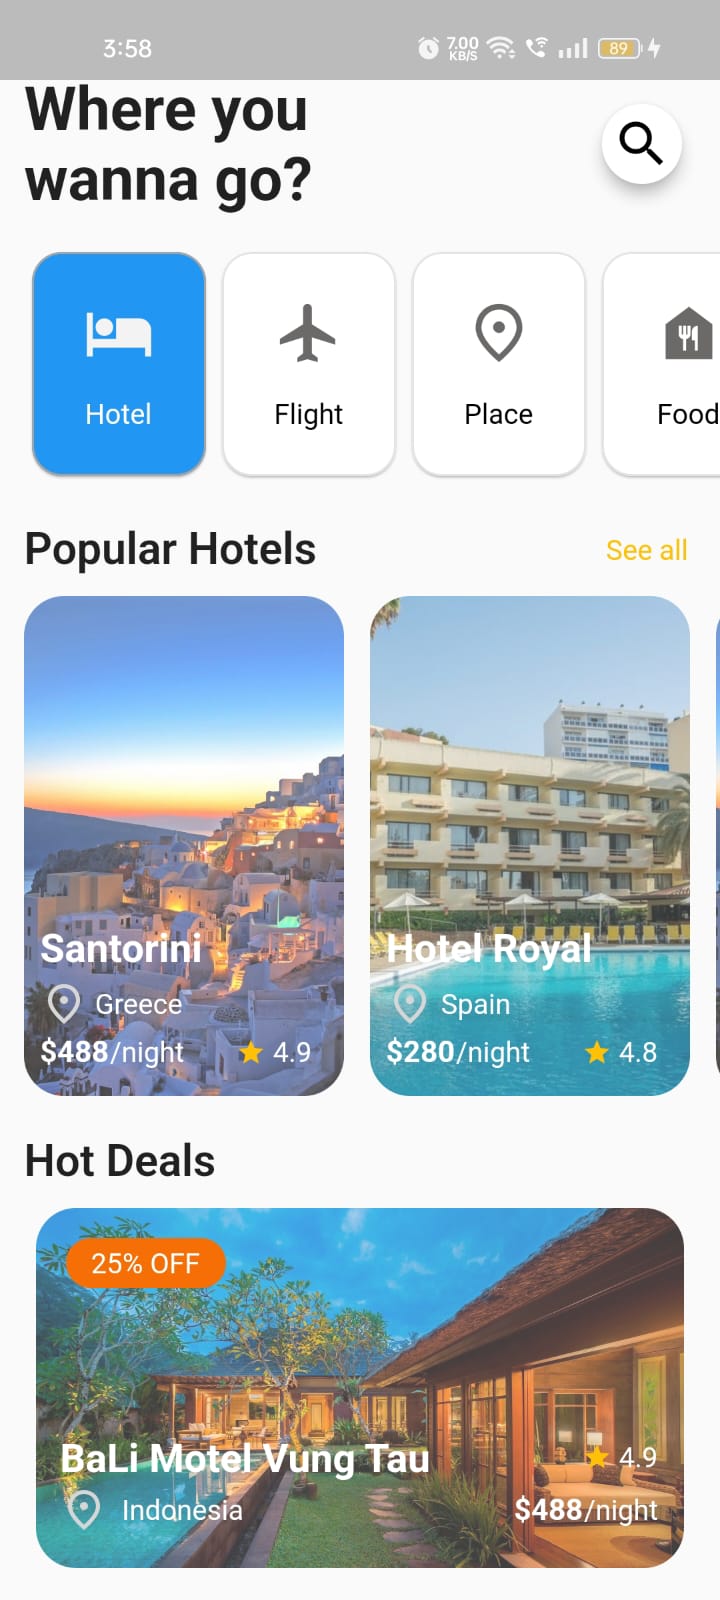 3:58
7.00
KB/S
89
Where you
wanna go?
Hotel
Flight
Place
Food
Popular Hotels
See all
Santorini
Greece
$488/night
4.9
Hotel Royal
Spain
$280/night
4.8
Hot Deals
25% OFF
BaLi Motel Vung Tau
4.9
Indonesia
$488/night